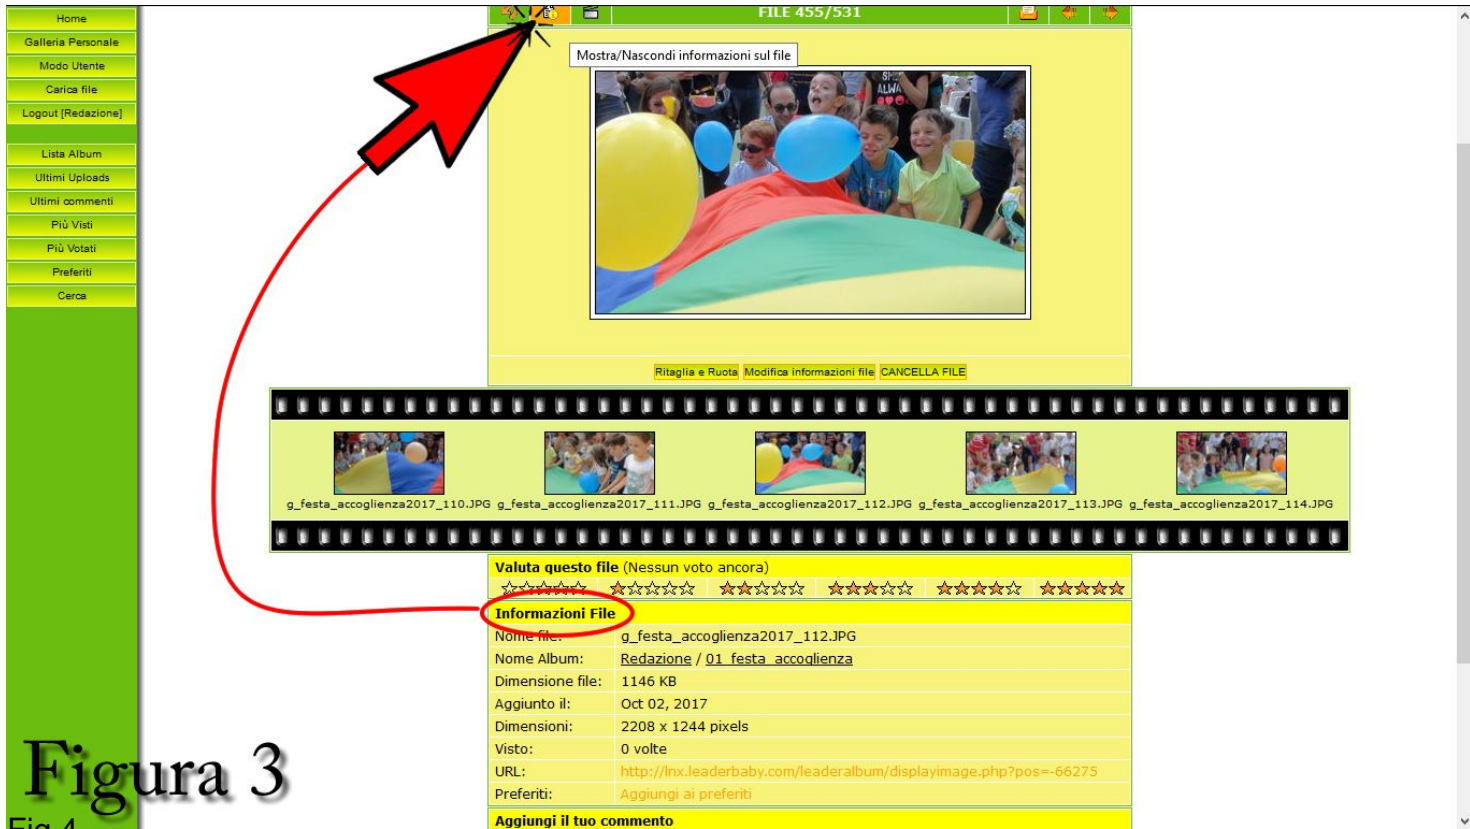 Home
Galleria Personale
Modo Utente
Carica file
Logout [Redazione]
Lista Album
Ultimi Uploads
Ultimi commenti
Più Visti
Più Votati
Preferiti
Cerca
FILE 455/531
Mostra/Nascondi informazioni sul file
Ritaglia e Ruota Modifica informazioni file CANCELLA FILE
g_festa_accoglienza2017_110.JPG g_festa_accoglienza2017_111.JPG g_festa_accoglienza2017_112.JPG g_festa_accoglienza2017_113.JPG g_festa_accoglienza2017_114.JPG
Valuta questo file (Nessun voto ancora)
Informazioni File
Nome file: g_festa_accoglienza2017_112.JPG
Nome Album: Redazione / 01_festa_accoglienza
Dimensione file: 1146 KB
Aggiunto il: Oct 02, 2017
Dimensioni: 2208 x 1244 pixels
Visto: 0 volte
URL: http://lnx.leaderbaby.com/leaderalbum/displayimage.php?pos=-66275
Preferiti: Aggiungi ai preferiti
Aggiungi il tuo commento
Figura 3
Fig 4